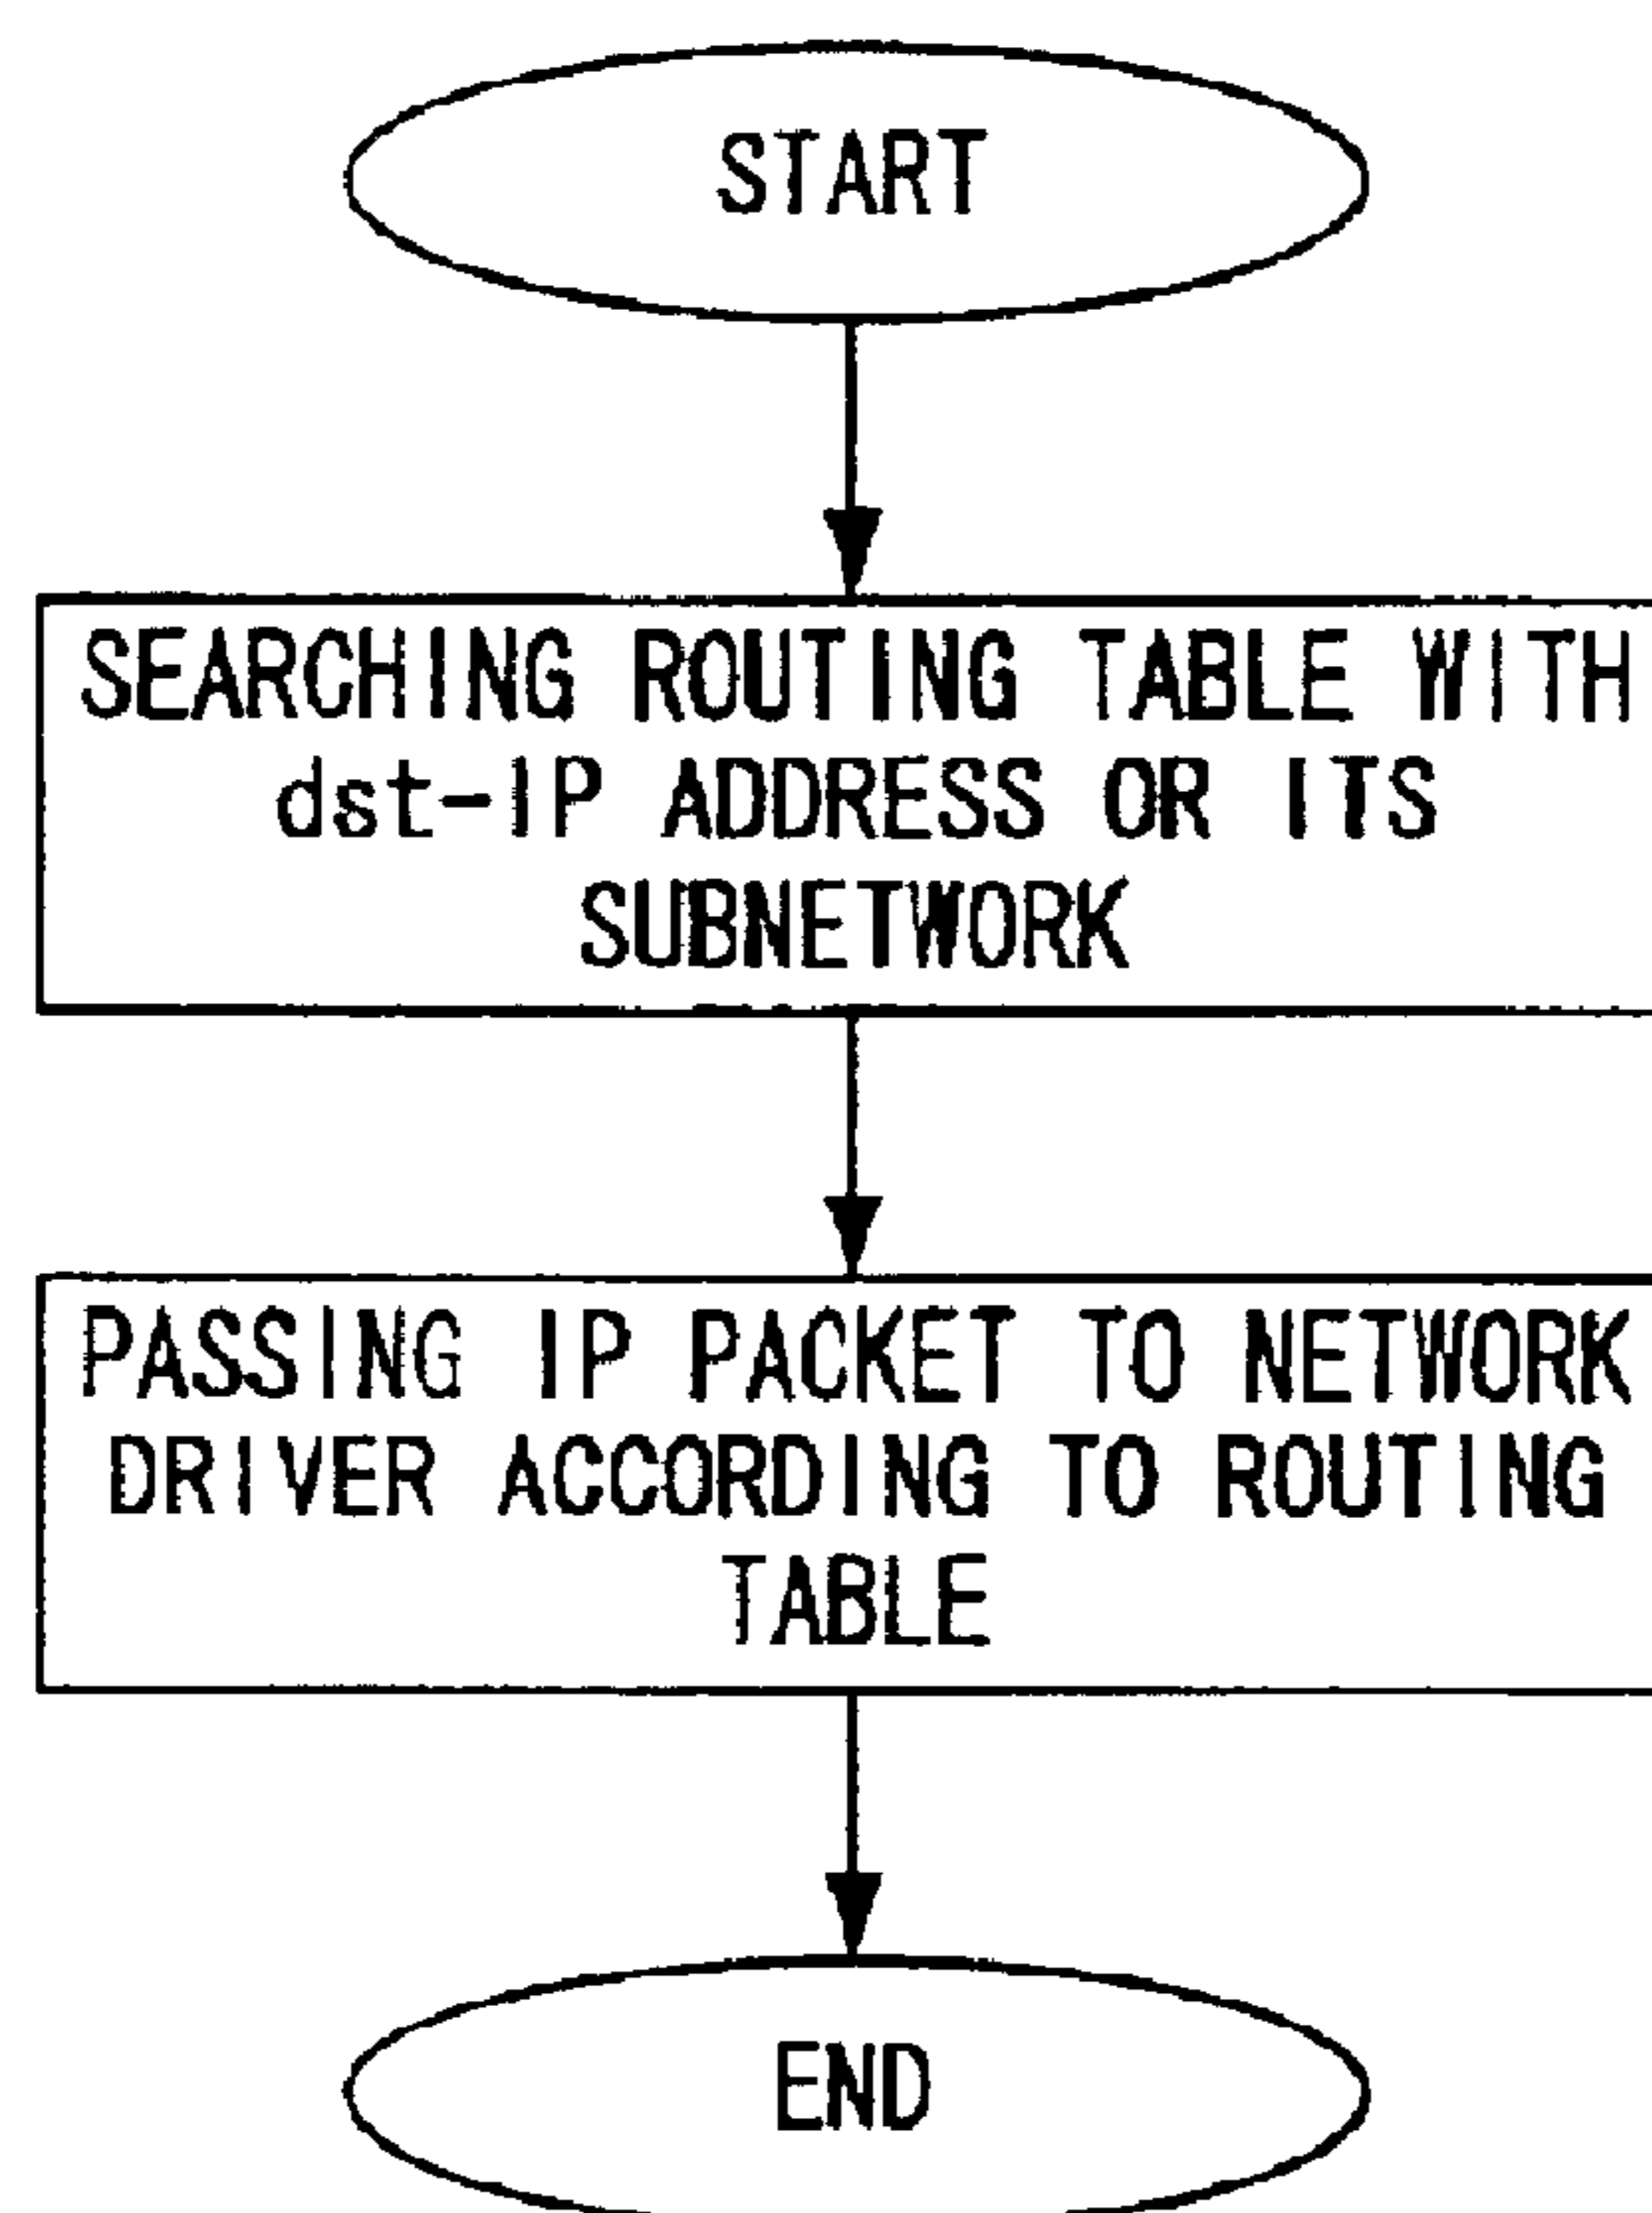 START
SEARCHING ROUTING TABLE WITH
dst-IP ADDRESS OR ITS
SUBNETWORK
PASSING IP PACKET TO NETWORK
DRIVER ACCORDING TO ROUTING
TABLE
END